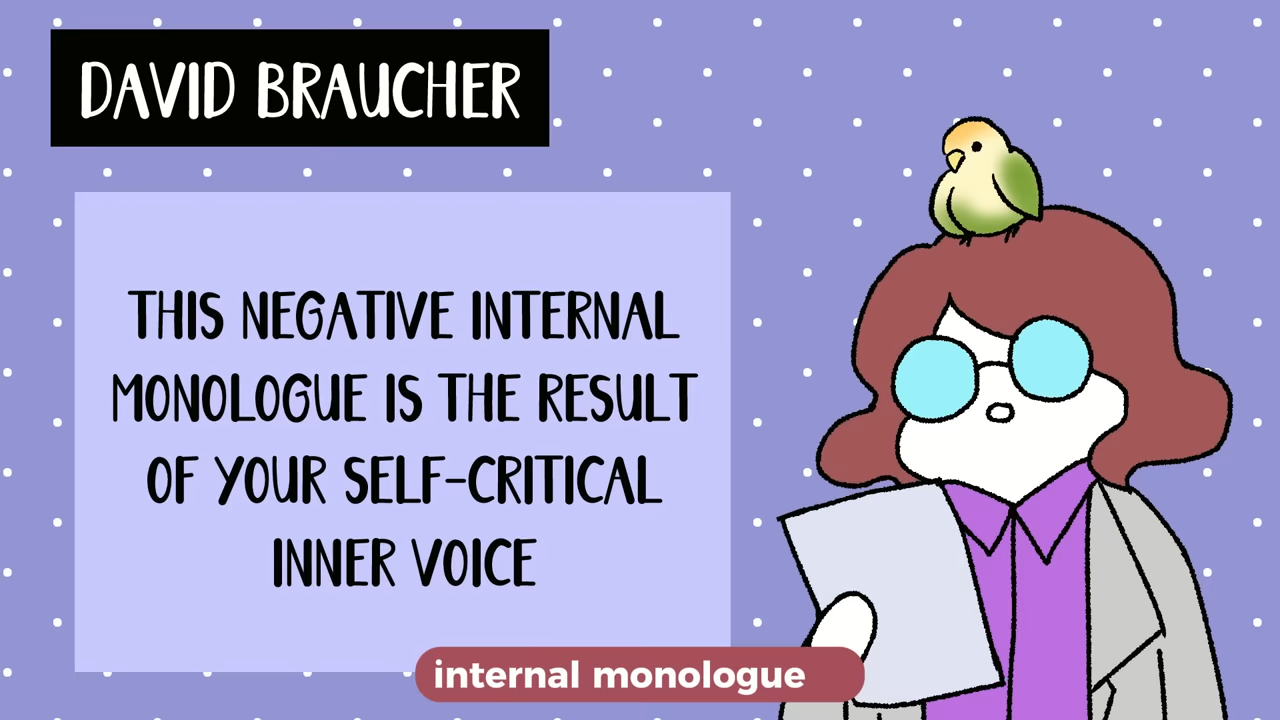 DAVID BRAUCHER
THIS NEGATIVE INTERNAL
MONOLOGUE IS THE RESULT
OF YOUR SELF-CRITICAL
INNER VOICE
internal monologue